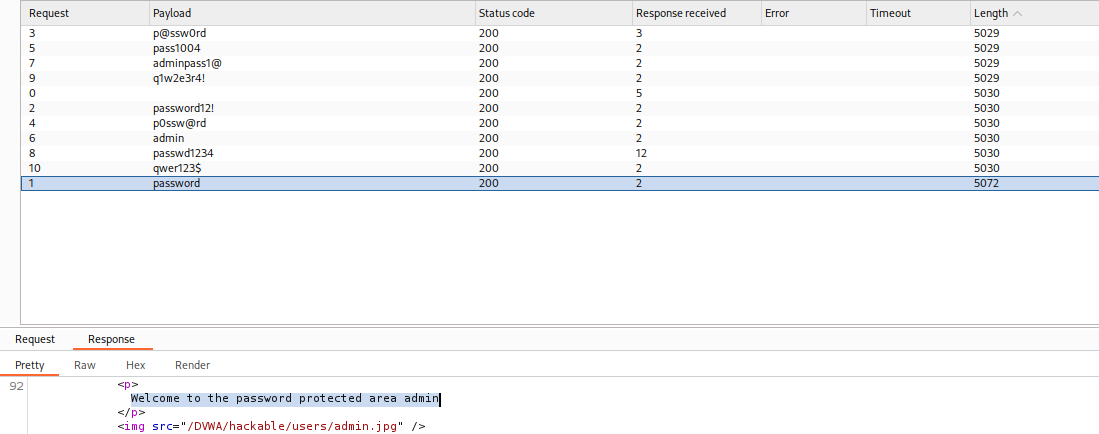 Request Payload Status code Response received Error Timeout Length
3 p@ssw0rd 200 3 5029
5 pass1004 200 2 5029
7 adminpass1@ 200 2 5029
9 q1w2e3r4! 200 2 5029
0 200 5 5030
2 password12! 200 2 5030
4 p0ssw@rd 200 2 5030
6 admin 200 2 5030
8 passwd1234 200 12 5030
10 qwer123$ 200 2 5030
1 password 200 2 5072
Request Response
Pretty Raw Hex Render
92 <p>
Welcome to the password protected area admin
</p>
<img src="/DVWA/hackable/users/admin.jpg" />